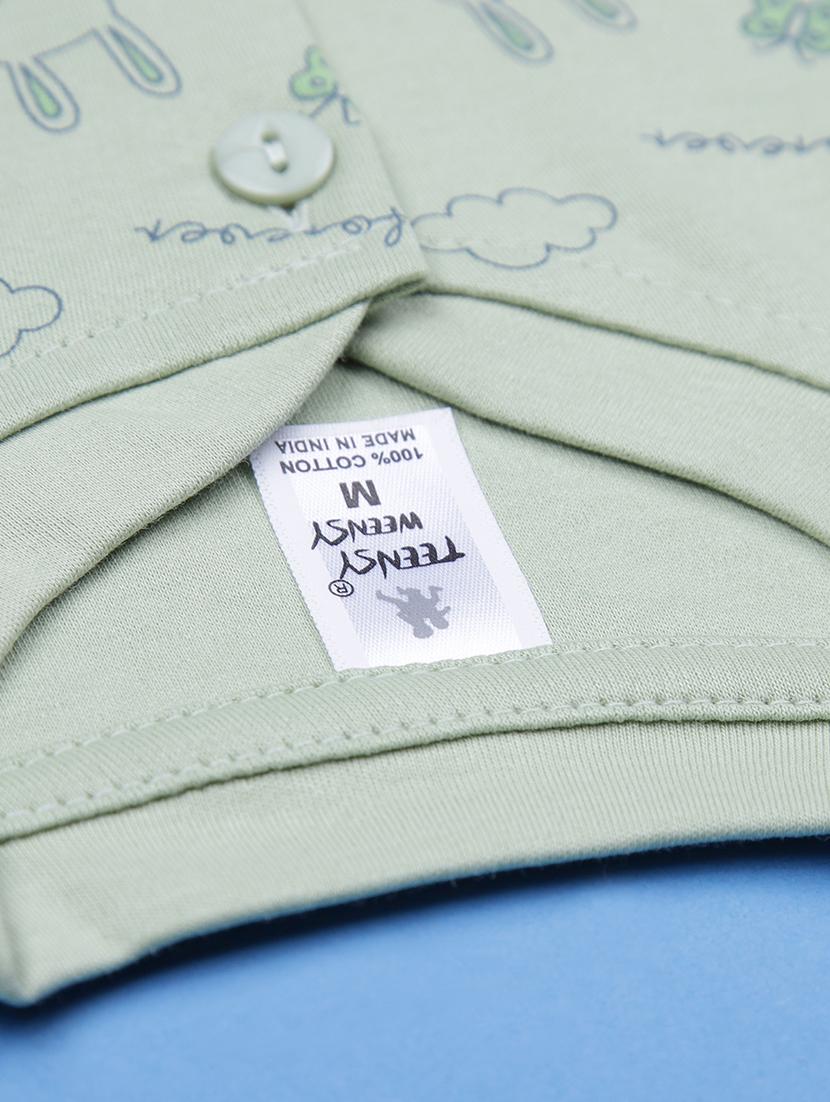 forever
forever
TEENSY
WEENSY
®
M
100% COTTON
MADE IN INDIA